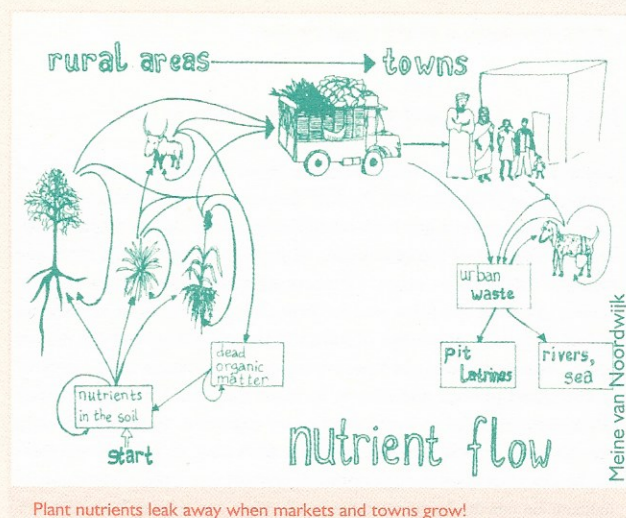 rural areas
towns
urban
waste
pit
Latrines
rivers,
sea
dead
organic
matter
nutrients
in the soil
start
nutrient flow
Meine van Noordwijk
Plant nutrients leak away when markets and towns grow!